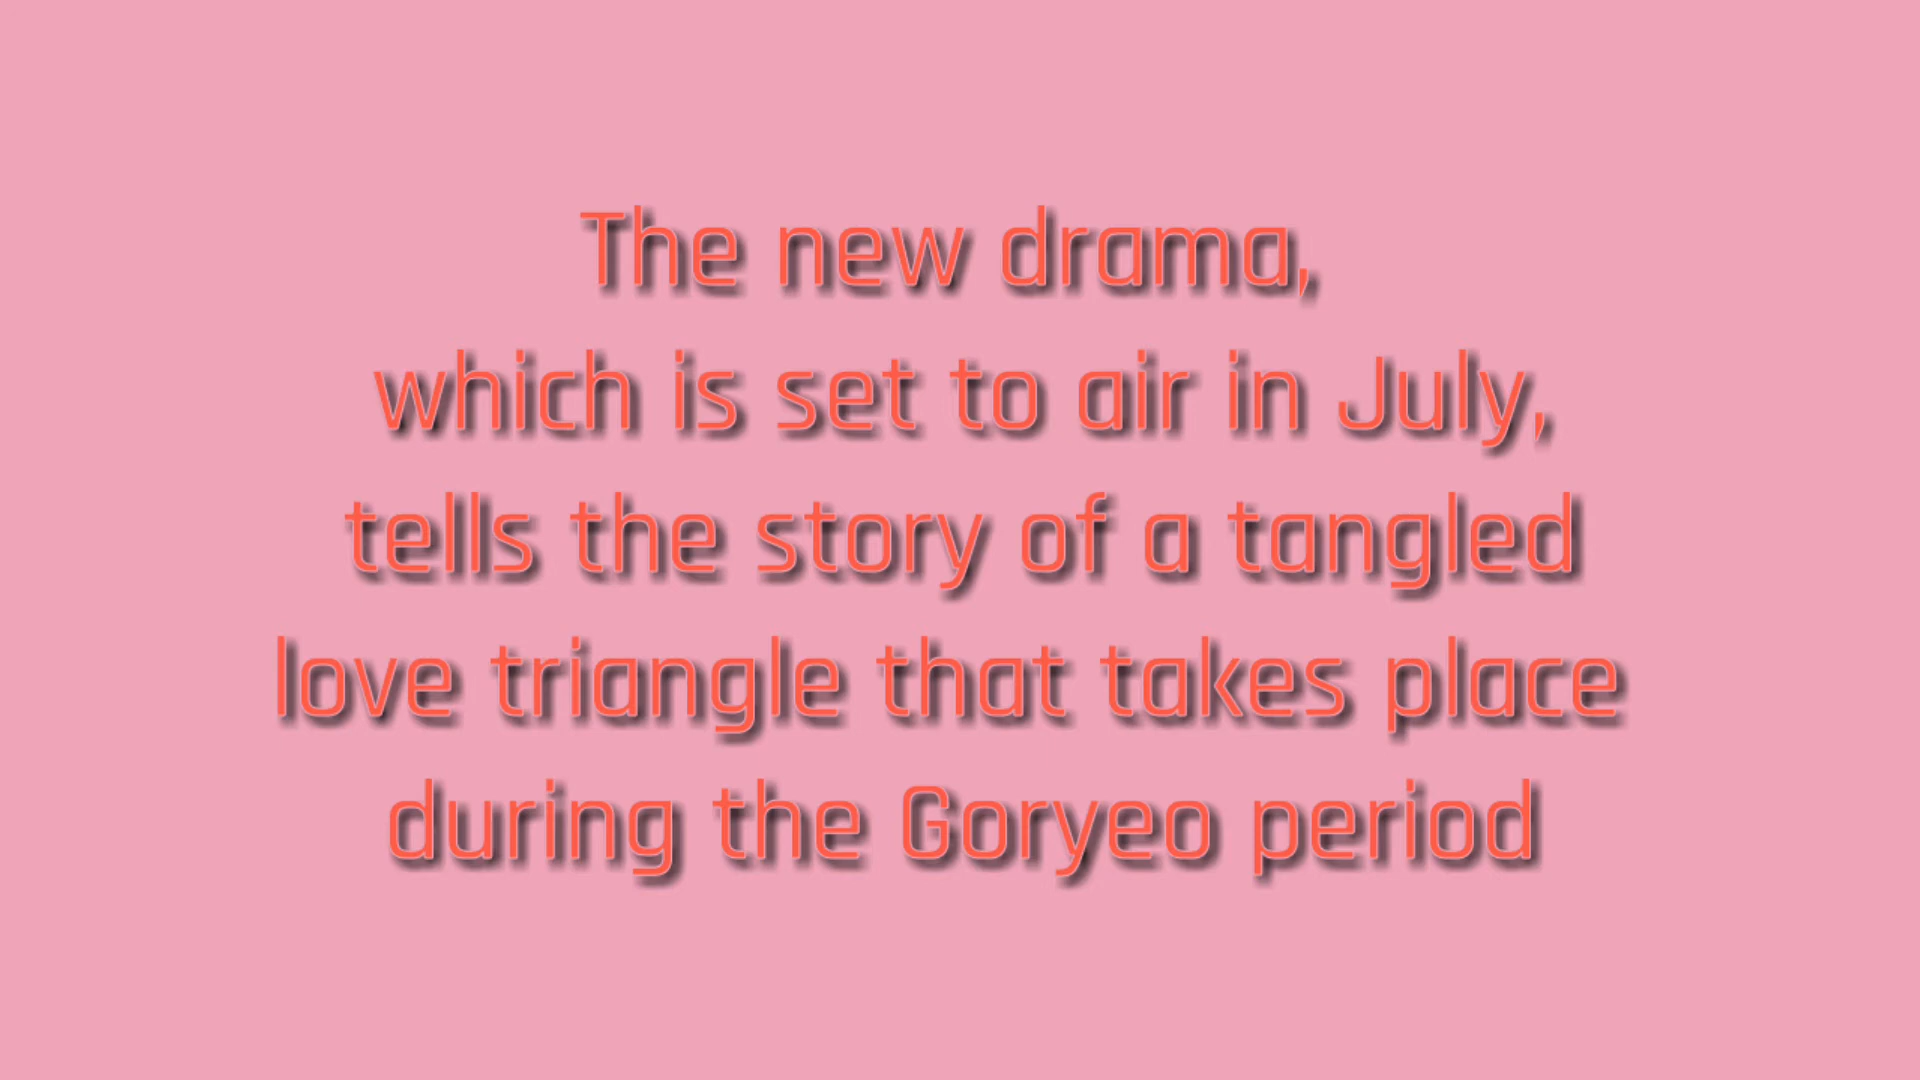 The new drama,
which is set to air in July,
tells the story of a tangled
love triangle that takes place
during the Goryeo period